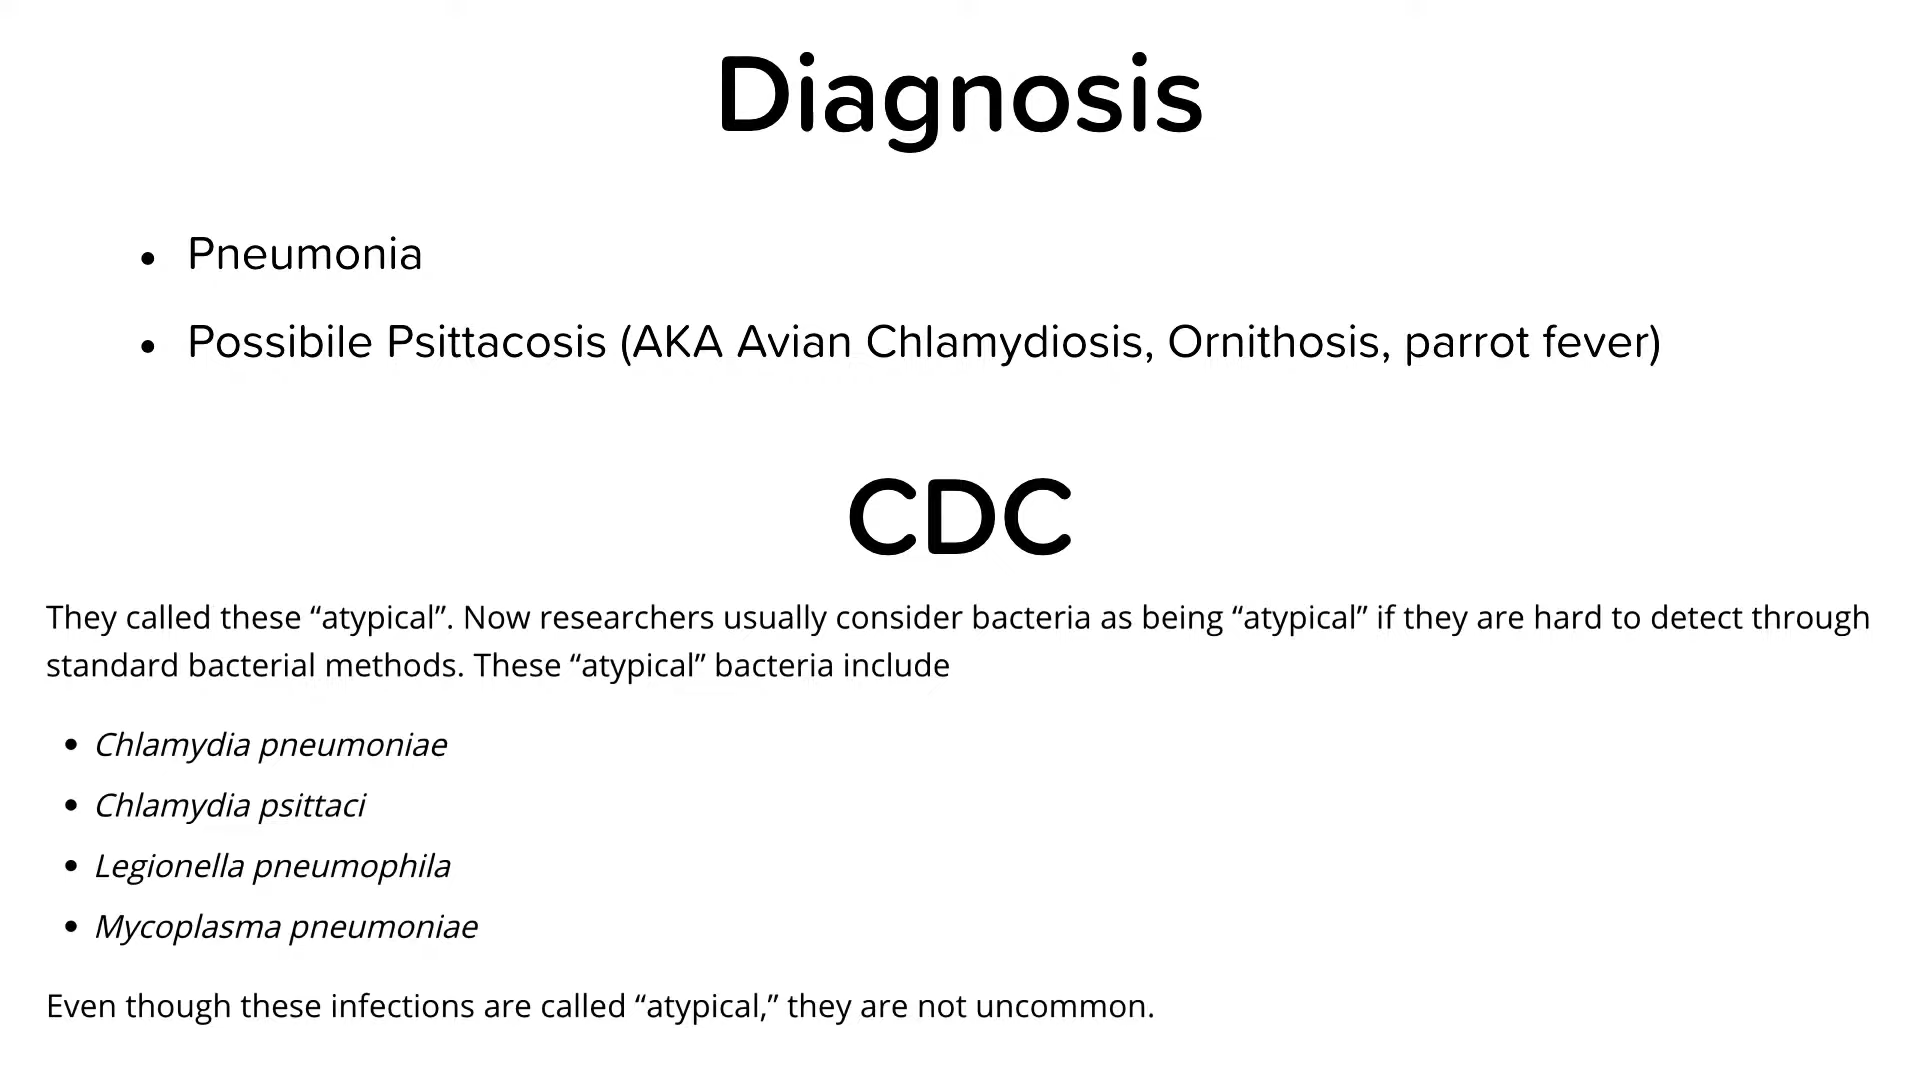 Diagnosis
• Pneumonia
• Possibile Psittacosis (AKA Avian Chlamydiosis, Ornithosis, parrot fever)
CDC
They called these “atypical”. Now researchers usually consider bacteria as being “atypical” if they are hard to detect through
standard bacterial methods. These “atypical” bacteria include
• Chlamydia pneumoniae
• Chlamydia psittaci
• Legionella pneumophila
• Mycoplasma pneumoniae
Even though these infections are called “atypical,” they are not uncommon.